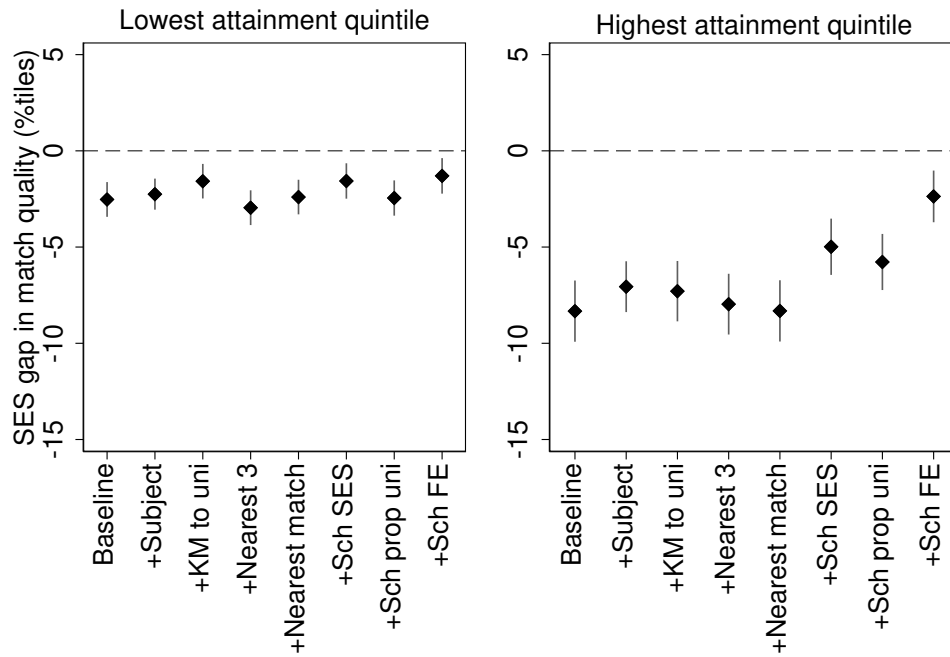 Lowest attainment quintile
SES gap in match quality (%tiles)
5
0
-5
-10
-15
Baseline
+Subject
+KM to uni
+Nearest 3
+Nearest match
+Sch SES
+Sch prop uni
+Sch FE
Highest attainment quintile
5
0
-5
-10
-15
Baseline
+Subject
+KM to uni
+Nearest 3
+Nearest match
+Sch SES
+Sch prop uni
+Sch FE